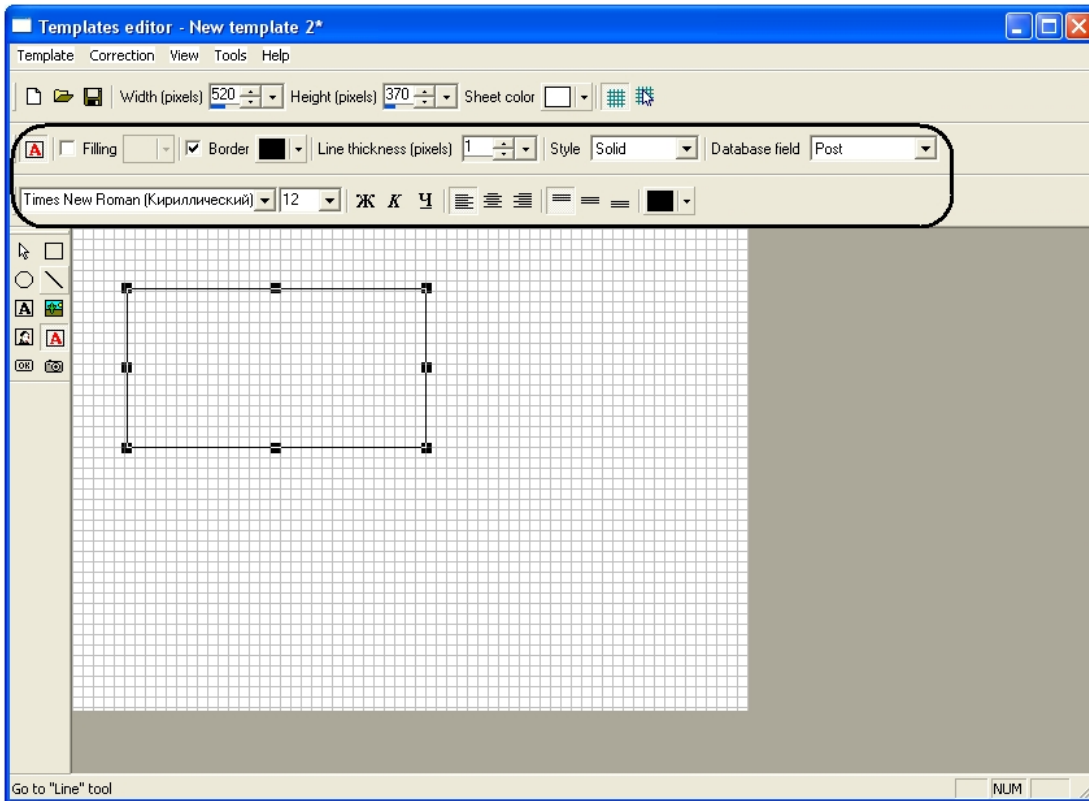 Templates editor - New template 2*
Template Correction View Tools Help
Width (pixels) 520 Height (pixels) 370 Sheet color
A Filling Border Line thickness (pixels) 1 Style Solid Database field Post
Times New Roman (Кириллический) 12 Ж К Ч
A
A
OK
Go to "Line" tool NUM